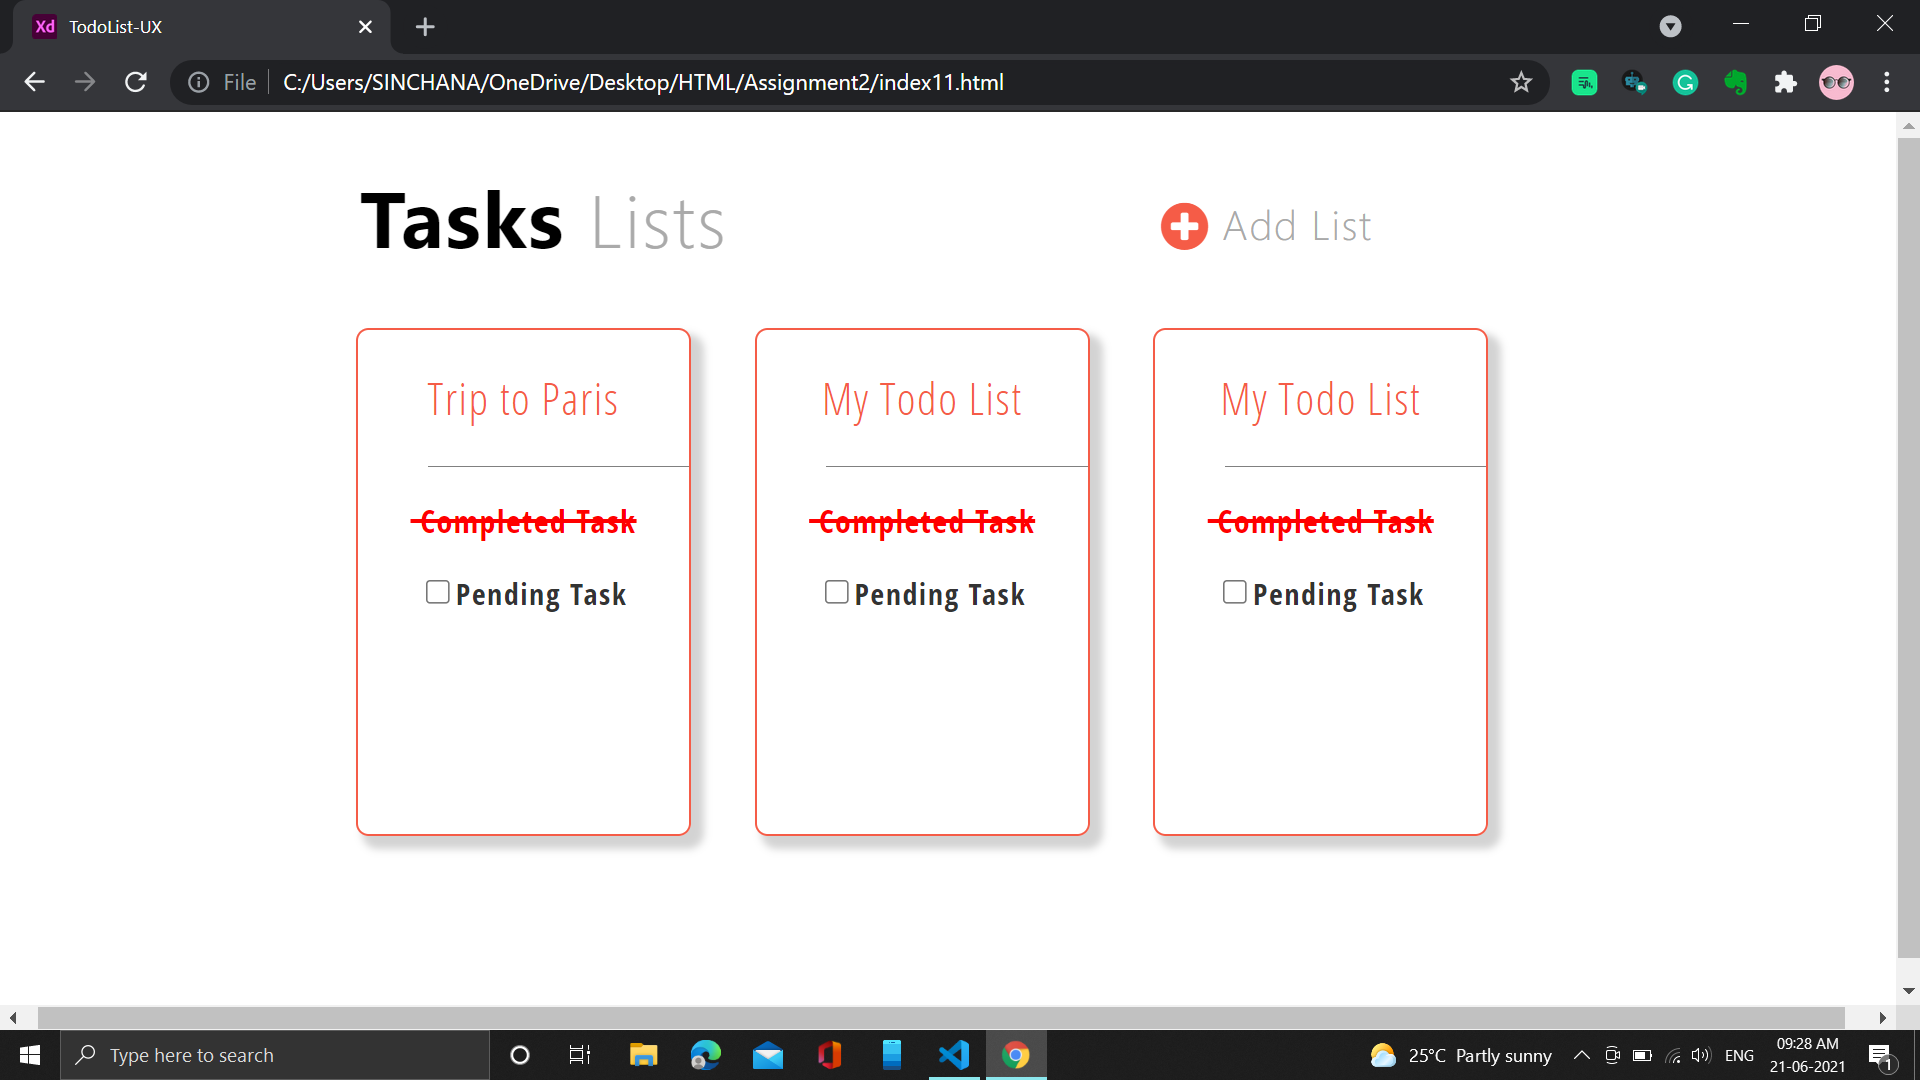 Xd TodoList-UX
File C:/Users/SINCHANA/OneDrive/Desktop/HTML/Assignment2/index11.html
Tasks Lists
Add List
Trip to Paris
Completed Task
Pending Task
My Todo List
Completed Task
Pending Task
My Todo List
Completed Task
Pending Task
Type here to search
25°C Partly sunny
ENG
09:28 AM
21-06-2021
1